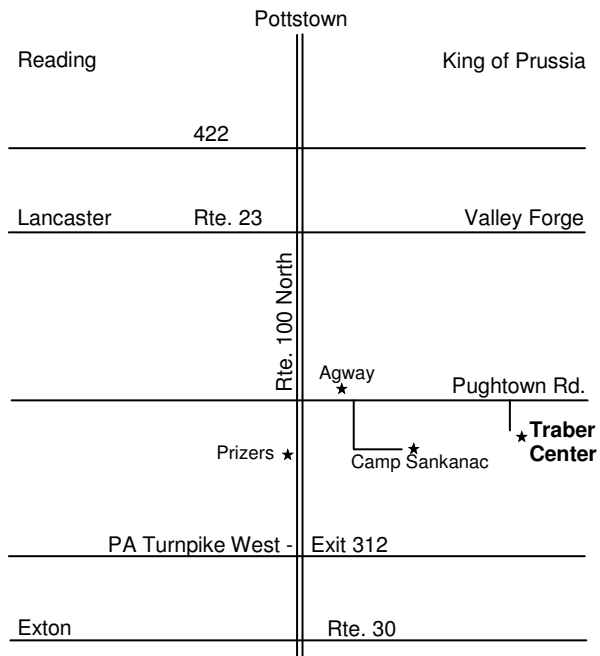 Pottstown
Reading
King of Prussia
422
Lancaster
Rte. 23
Valley Forge
Rte. 100 North
Agway
Pughtown Rd.
Traber
Center
Prizers
Camp Sankanac
PA Turnpike West - Exit 312
Exton
Rte. 30